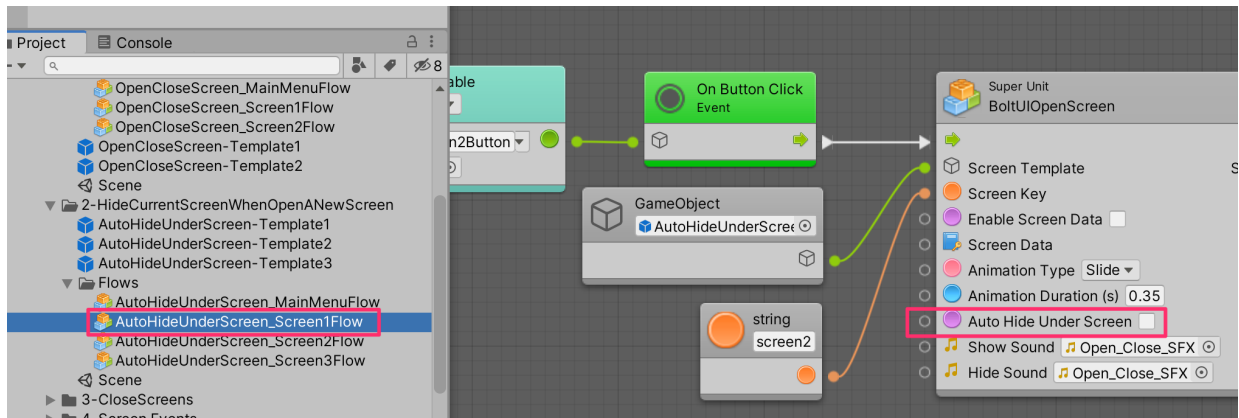 Project
Console
8
OpenCloseScreen_MainMenuFlow
OpenCloseScreen_Screen1Flow
OpenCloseScreen_Screen2Flow
OpenCloseScreen-Template1
OpenCloseScreen-Template2
Scene
2-HideCurrentScreenWhenOpenANewScreen
AutoHideUnderScreen-Template1
AutoHideUnderScreen-Template2
AutoHideUnderScreen-Template3
Flows
AutoHideUnderScreen_MainMenuFlow
AutoHideUnderScreen_Screen1Flow
AutoHideUnderScreen_Screen2Flow
AutoHideUnderScreen_Screen3Flow
Scene
3-CloseScreens
4-Screen Events
able
n2Button
On Button Click
Event
GameObject
AutoHideUnderScree
string
screen2
Super Unit
BoltUIOpenScreen
Screen Template
S
Screen Key
Enable Screen Data
Screen Data
Animation Type Slide
Animation Duration (s) 0.35
Auto Hide Under Screen
Show Sound Open_Close_SFX
Hide Sound Open_Close_SFX